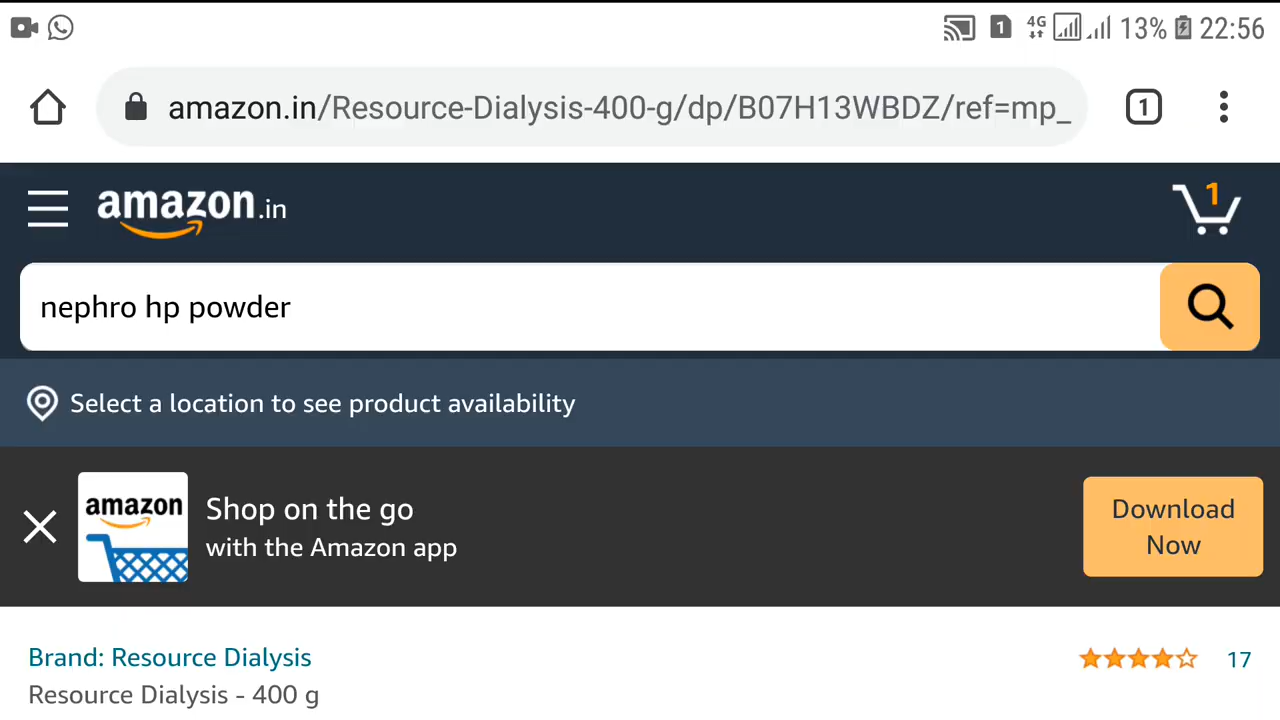 1 4G 13% 22:56
amazon.in/Resource-Dialysis-400-g/dp/B07H13WBDZ/ref=mp_ 1
amazon.in 1
nephro hp powder
Select a location to see product availability
amazon
Shop on the go
with the Amazon app
Download
Now
Brand: Resource Dialysis 17
Resource Dialysis - 400 g